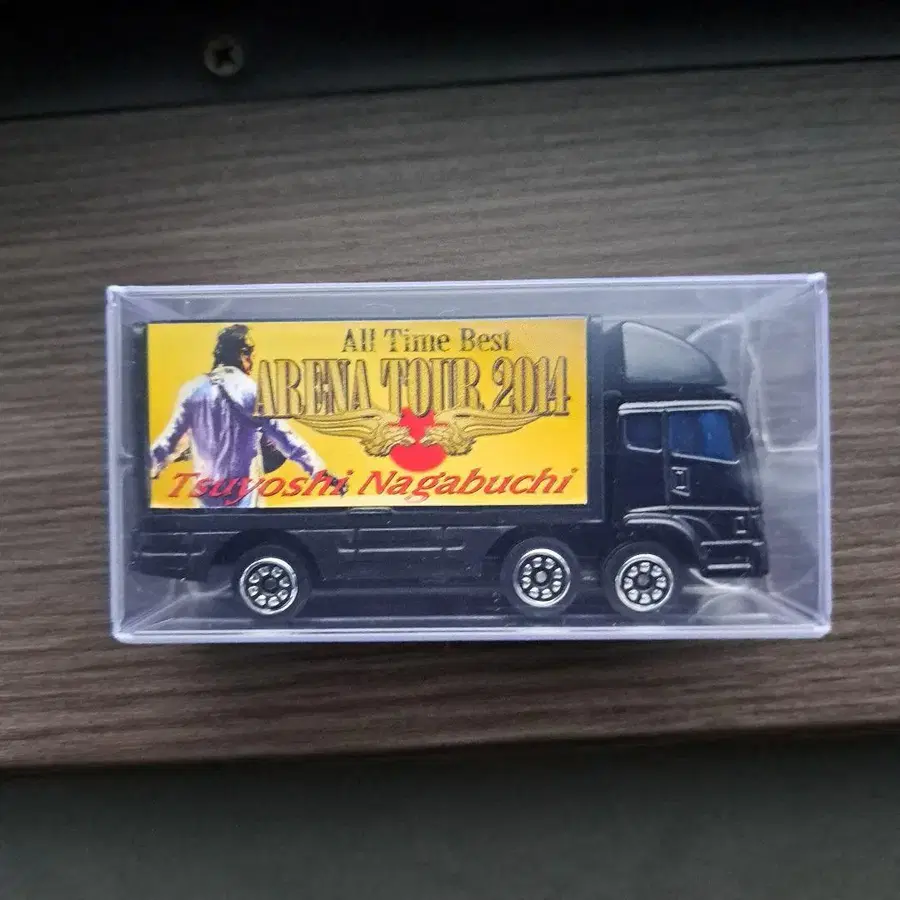 All Time Best
ARENA TOUR 2014
Tsuyoshi Nagabuchi